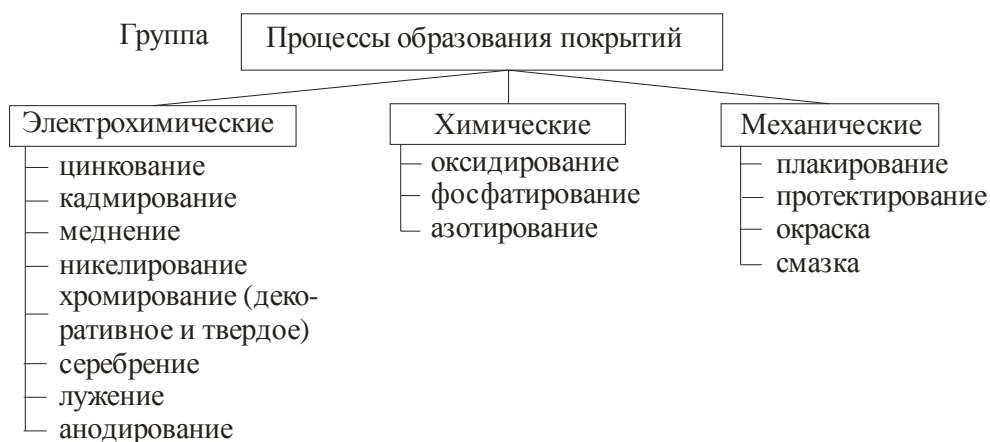 Группа
Процессы образования покрытий
Электрохимические
цинкование
кадмирование
меднение
никелирование
хромирование (деко-
ративное и твердое)
серебрение
лужение
анодирование
Химические
оксидирование
фосфатирование
азотирование
Механические
плакирование
протектирование
окраска
смазка